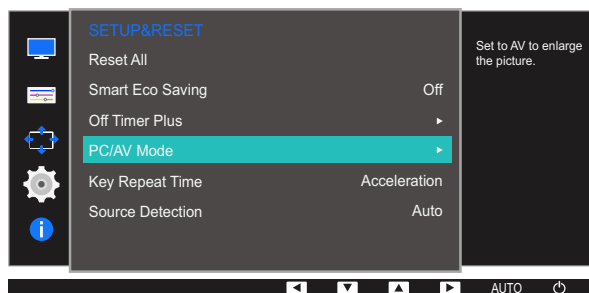 SETUP&RESET
Reset All
Smart Eco Saving Off
Off Timer Plus
PC/AV Mode
Key Repeat Time Acceleration
Source Detection Auto
Set to AV to enlarge
the picture.
AUTO